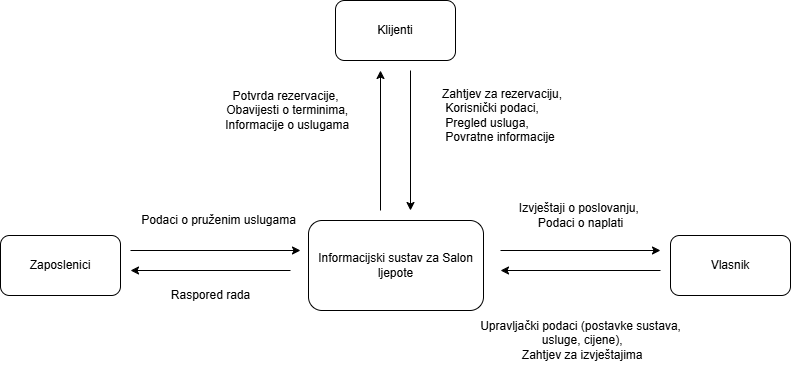 Klijenti
Potvrda rezervacije,
Obavijesti o terminima,
Informacije o uslugama
Zahtjev za rezervaciju,
Korisnički podaci,
Pregled usluga,
Povratne informacije
Podaci o pruženim uslugama
Izvještaji o poslovanju,
Podaci o naplati
Zaposlenici
Informacijski sustav za Salon
ljepote
Vlasnik
Raspored rada
Upravljački podaci (postavke sustava,
usluge, cijene),
Zahtjev za izvještajima